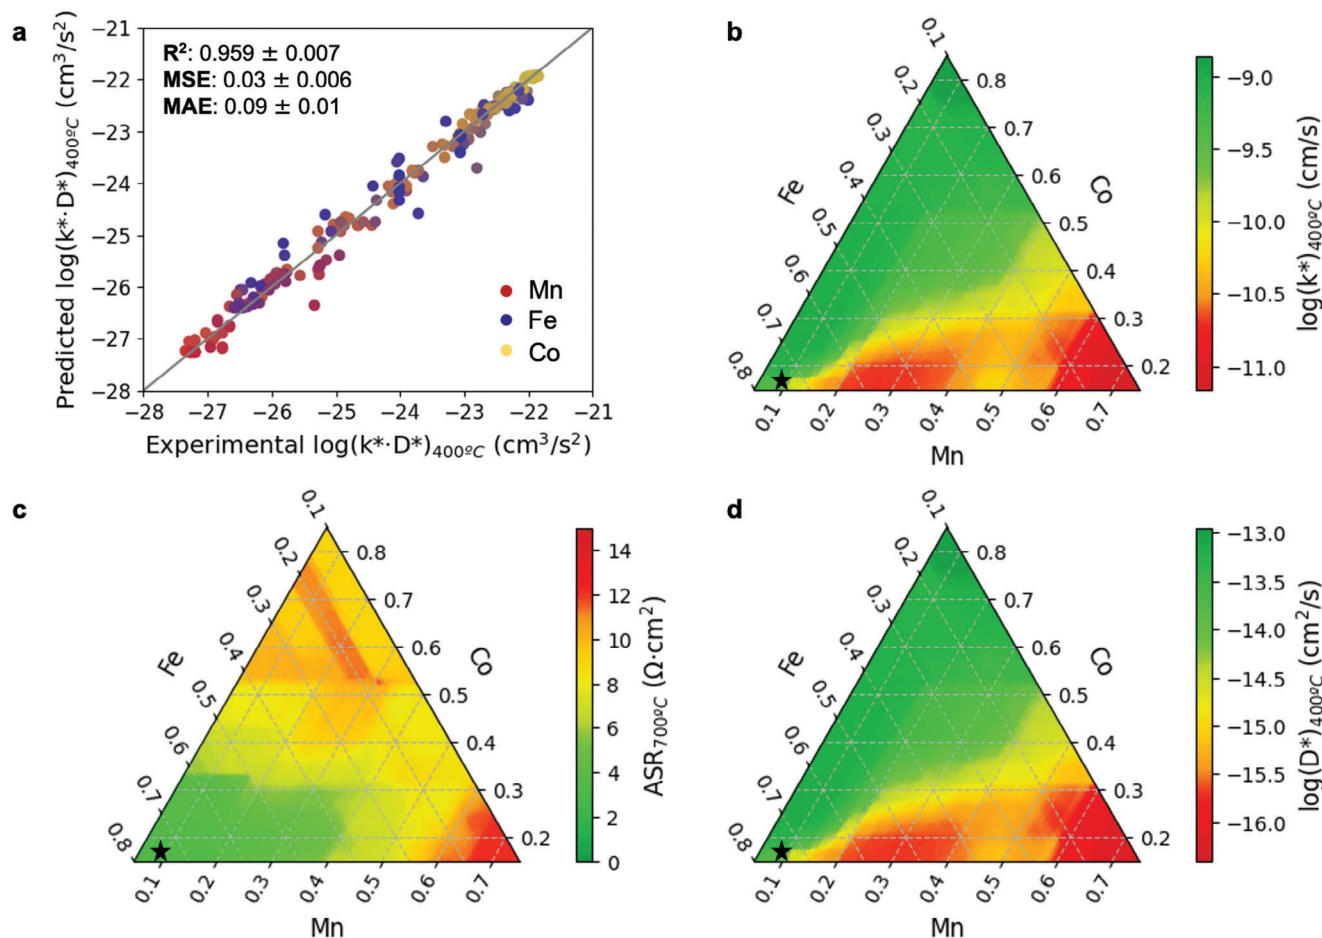 a
R²: 0.959 ± 0.007
MSE: 0.03 ± 0.006
MAE: 0.09 ± 0.01
Predicted log(k*·D*)400ºC (cm³/s²)
−21
−22
−23
−24
−25
−26
−27
−28
Mn
Fe
Co
−28 −27 −26 −25 −24 −23 −22 −21
Experimental log(k*·D*)400ºC (cm³/s²)
b
0.1
0.2
0.3
0.4
0.5
0.6
0.7
0.8
Fe
0.8
0.7
0.6
0.5
0.4
0.3
0.2
Co
0.1 0.2 0.3 0.4 0.5 0.6 0.7
Mn
−9.0
−9.5
−10.0
−10.5
−11.0
log(k*)400ºC (cm/s)
c
0.1
0.2
0.3
0.4
0.5
0.6
0.7
0.8
Fe
0.8
0.7
0.6
0.5
0.4
0.3
0.2
Co
0.1 0.2 0.3 0.4 0.5 0.6 0.7
Mn
14
12
10
8
6
4
2
0
ASR700ºC (Ω·cm²)
d
0.1
0.2
0.3
0.4
0.5
0.6
0.7
0.8
Fe
0.8
0.7
0.6
0.5
0.4
0.3
0.2
Co
0.1 0.2 0.3 0.4 0.5 0.6 0.7
Mn
−13.0
−13.5
−14.0
−14.5
−15.0
−15.5
−16.0
log(D*)400ºC (cm²/s)